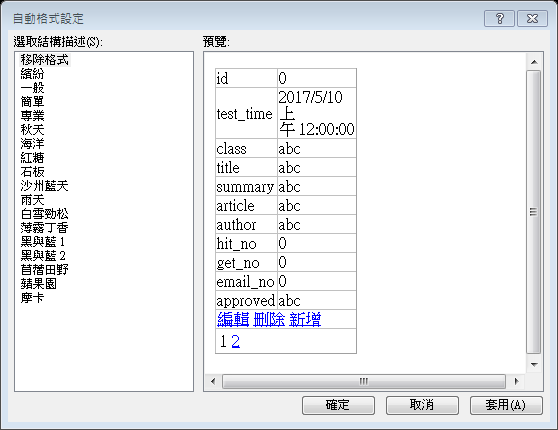 自動格式設定
選取結構描述(S):
移除格式
繽紛
一般
簡單
專業
秋天
海洋
紅糖
石板
沙州藍天
雨天
白雪勁松
薄霧丁香
黑與藍 1
黑與藍 2
苜蓿田野
蘋果園
摩卡
預覽:
id 0
test_time 2017/5/10
上
午 12:00:00
class abc
title abc
summary abc
article abc
author abc
hit_no 0
get_no 0
email_no 0
approved abc
編輯 刪除 新增
1 2
確定 取消 套用(A)